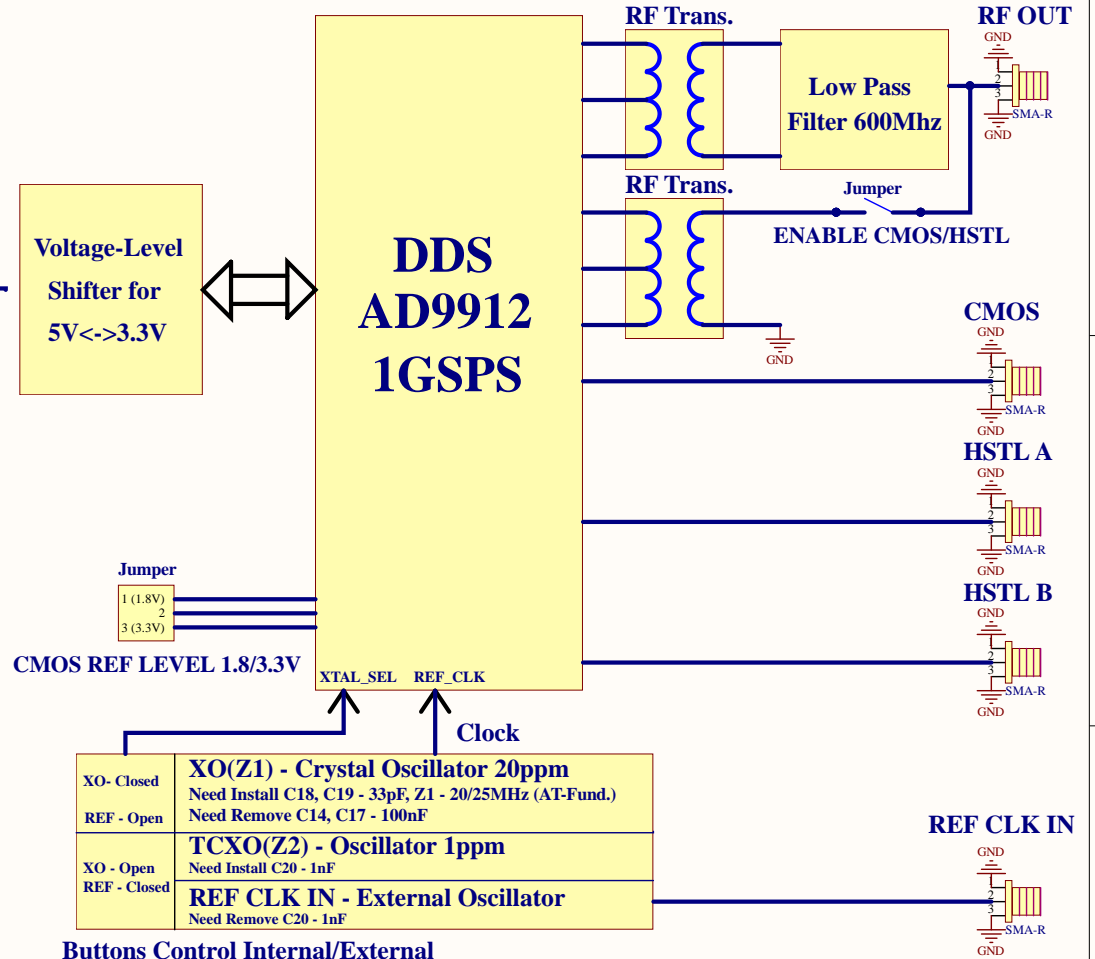 RF Trans.
RF OUT
GND
1
2
3
SMA-R
GND
Low Pass
Filter 600Mhz
RF Trans.
Jumper
ENABLE CMOS/HSTL
GND
Voltage-Level
Shifter for
5V<->3.3V
DDS
AD9912
1GSPS
CMOS
GND
1
2
3
SMA-R
GND
HSTL A
GND
1
2
3
SMA-R
GND
HSTL B
GND
1
2
3
SMA-R
GND
Jumper
1 (1.8V)
2
3 (3.3V)
CMOS REF LEVEL 1.8/3.3V
XTAL_SEL REF_CLK
Clock
XO- Closed
REF - Open
XO(Z1) - Crystal Oscillator 20ppm
Need Install C18, C19 - 33pF, Z1 - 20/25MHz (AT-Fund.)
Need Remove C14, C17 - 100nF
XO - Open
REF - Closed
TCXO(Z2) - Oscillator 1ppm
Need Install C20 - 1nF
REF CLK IN - External Oscillator
Need Remove C20 - 1nF
REF CLK IN
GND
1
2
3
SMA-R
GND
Buttons Control Internal/External